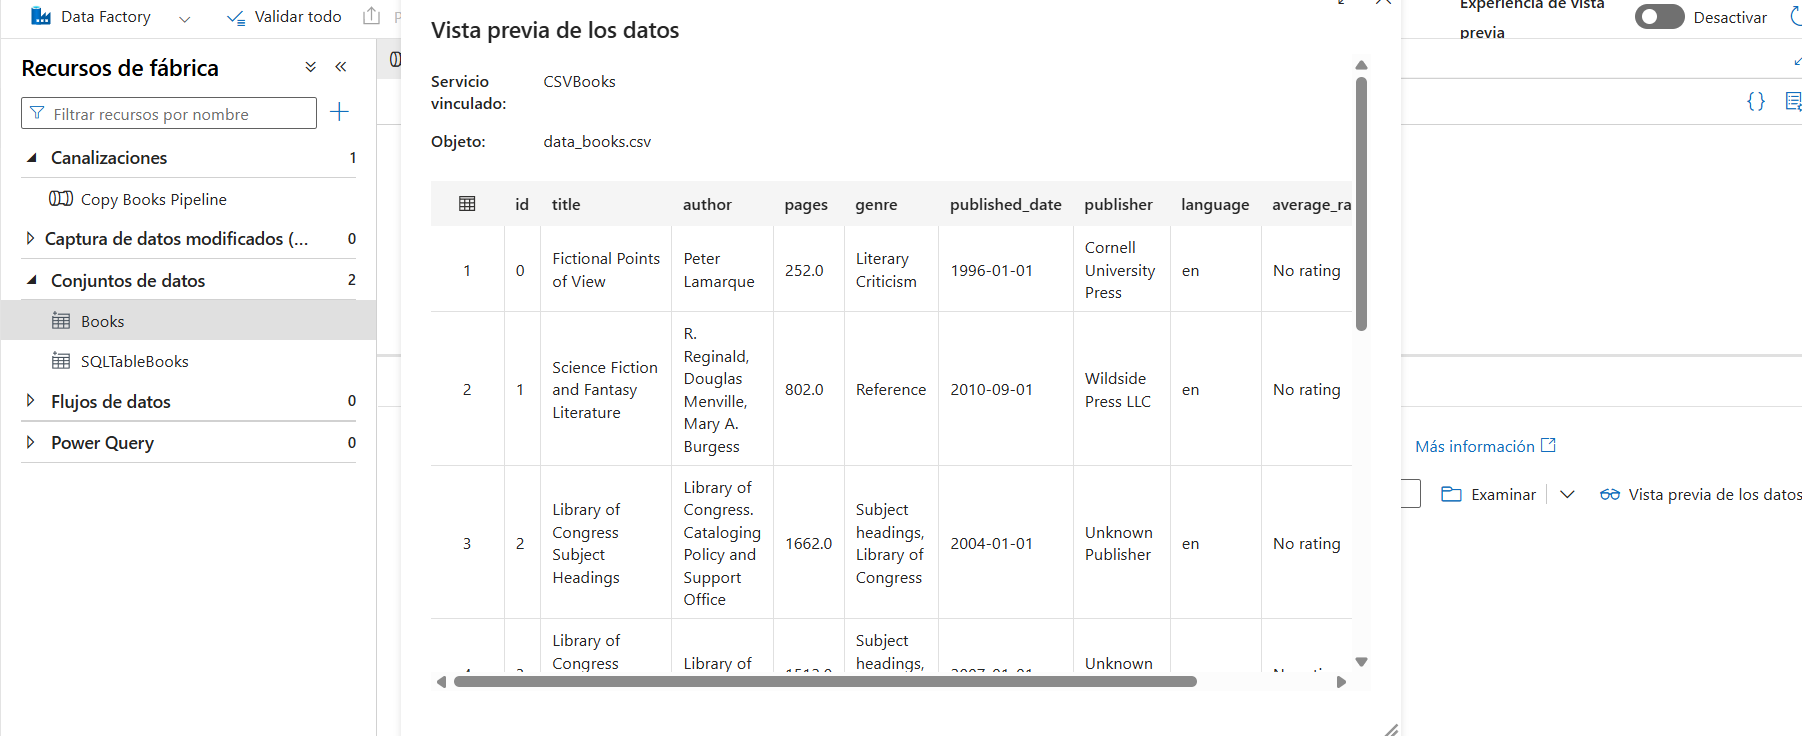 Data Factory
Validar todo
Experiencia de vista
previa
Desactivar
Recursos de fábrica
Filtrar recursos por nombre
Canalizaciones 1
Copy Books Pipeline
Captura de datos modificados (... 0
Conjuntos de datos 2
Books
SQLTableBooks
Flujos de datos 0
Power Query 0
Vista previa de los datos
Servicio
vinculado:
CSVBooks
Objeto:
data_books.csv
id title author pages genre published_date publisher language average_ra
1 0
Fictional Points
of View
Peter
Lamarque
252.0
Literary
Criticism
1996-01-01
Cornell
University
Press
en
No rating
2 1
Science Fiction
and Fantasy
Literature
R.
Reginald,
Douglas
Menville,
Mary A.
Burgess
802.0
Reference
2010-09-01
Wildside
Press LLC
en
No rating
3 2
Library of
Congress
Subject
Headings
Library of
Congress.
Cataloging
Policy and
Support
Office
1662.0
Subject
headings,
Library of
Congress
2004-01-01
Unknown
Publisher
en
No rating
Library of
Congress
Library of
Subject
headings,
Unknown
Más información
Examinar
Vista previa de los datos